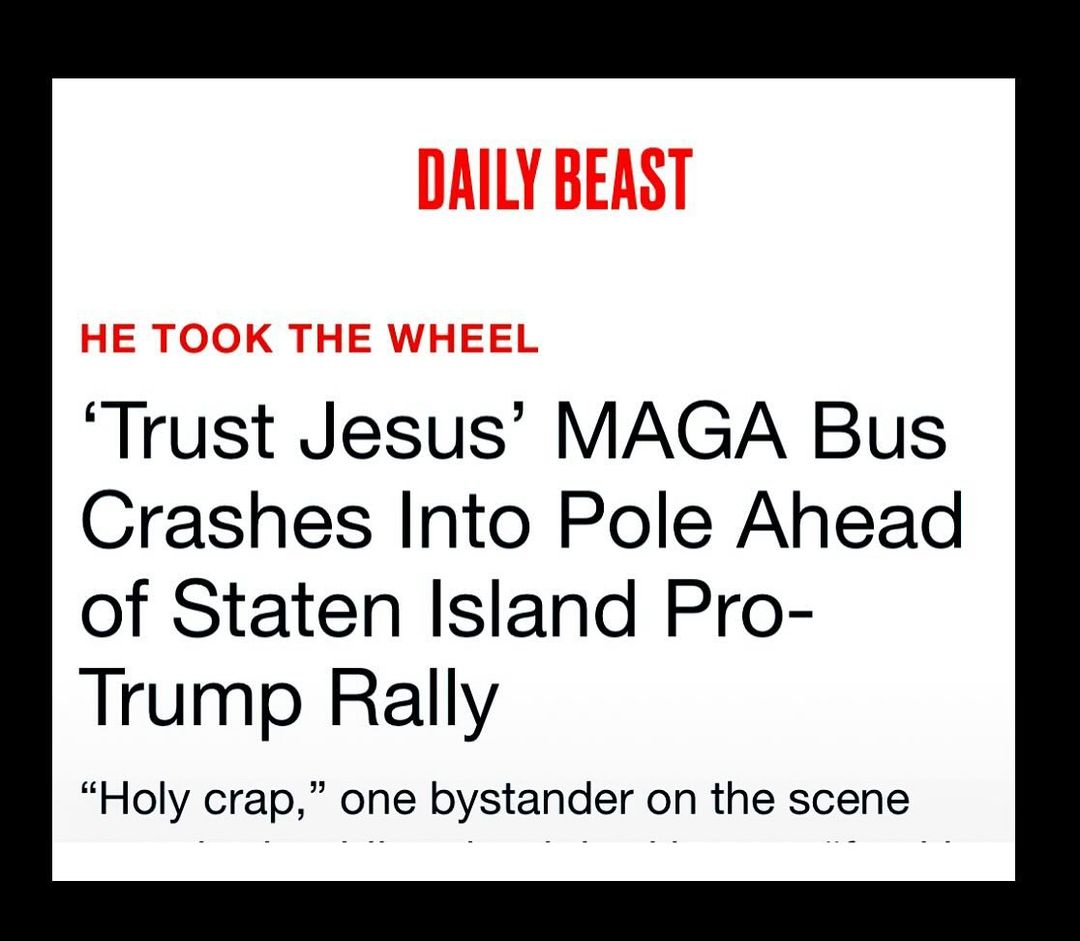 DAILY BEAST
HE TOOK THE WHEEL
‘Trust Jesus’ MAGA Bus
Crashes Into Pole Ahead
of Staten Island Pro-
Trump Rally
“Holy crap,” one bystander on the scene